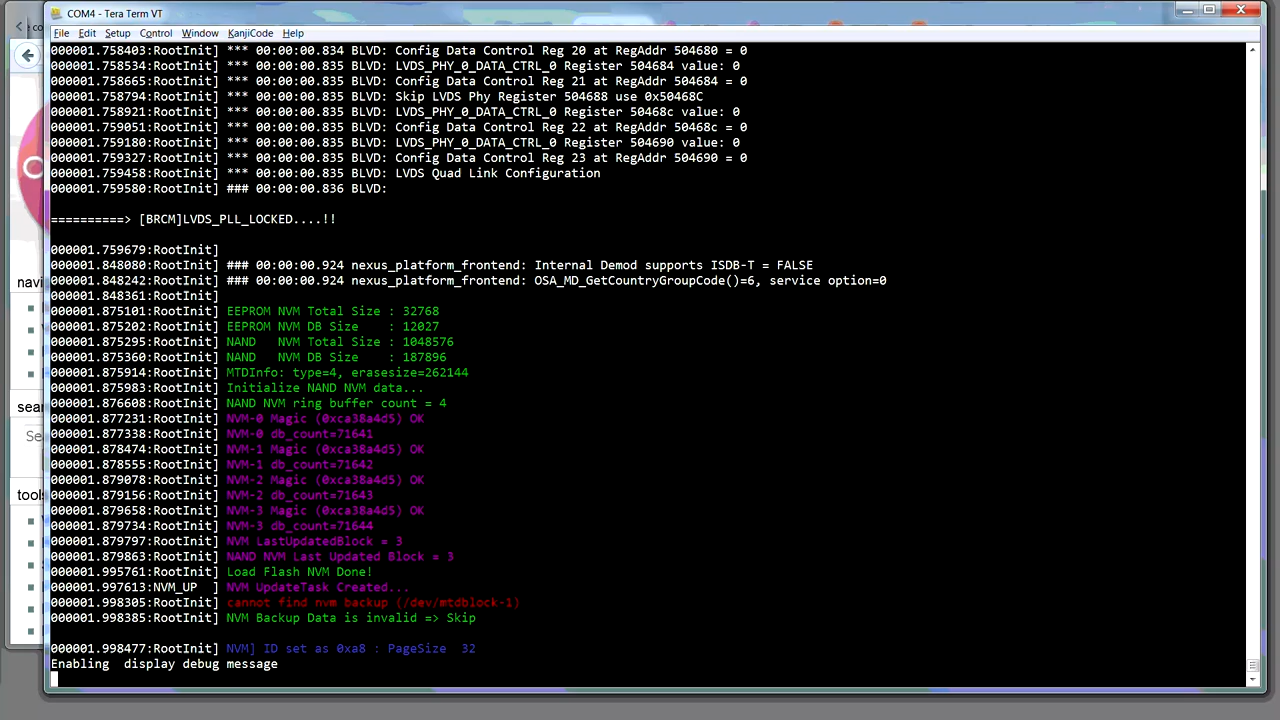 COM4 - Tera Term VT
File Edit Setup Control Window KanjiCode Help
000001.758403:RootInit] *** 00:00:00.834 BLVD: Config Data Control Reg 20 at RegAddr 504680 = 0
000001.758534:RootInit] *** 00:00:00.835 BLVD: LVDS_PHY_0_DATA_CTRL_0 Register 504684 value: 0
000001.758665:RootInit] *** 00:00:00.835 BLVD: Config Data Control Reg 21 at RegAddr 504684 = 0
000001.758794:RootInit] *** 00:00:00.835 BLVD: Skip LVDS Phy Register 504688 use 0x50468C
000001.758921:RootInit] *** 00:00:00.835 BLVD: LVDS_PHY_0_DATA_CTRL_0 Register 50468c value: 0
000001.759051:RootInit] *** 00:00:00.835 BLVD: Config Data Control Reg 22 at RegAddr 50468c = 0
000001.759180:RootInit] *** 00:00:00.835 BLVD: LVDS_PHY_0_DATA_CTRL_0 Register 504690 value: 0
000001.759327:RootInit] *** 00:00:00.835 BLVD: Config Data Control Reg 23 at RegAddr 504690 = 0
000001.759458:RootInit] *** 00:00:00.835 BLVD: LVDS Quad Link Configuration
000001.759580:RootInit] ### 00:00:00.836 BLVD:
==========> [BRCM]LVDS_PLL_LOCKED....!!
000001.759679:RootInit]
000001.848080:RootInit] ### 00:00:00.924 nexus_platform_frontend: Internal Demod supports ISDB-T = FALSE
000001.848242:RootInit] ### 00:00:00.924 nexus_platform_frontend: OSA_MD_GetCountryGroupCode()=6, service option=0
000001.848361:RootInit]
000001.875101:RootInit] EEPROM NVM Total Size : 32768
000001.875202:RootInit] EEPROM NVM DB Size    : 12027
000001.875295:RootInit] NAND   NVM Total Size : 1048576
000001.875360:RootInit] NAND   NVM DB Size    : 187896
000001.875914:RootInit] MTDInfo: type=4, erasesize=262144
000001.875983:RootInit] Initialize NAND NVM data...
000001.876608:RootInit] NAND NVM ring buffer count = 4
000001.877231:RootInit] NVM-0 Magic (0xca38a4d5) OK
000001.877338:RootInit] NVM-0 db_count=71641
000001.878474:RootInit] NVM-1 Magic (0xca38a4d5) OK
000001.878555:RootInit] NVM-1 db_count=71642
000001.879078:RootInit] NVM-2 Magic (0xca38a4d5) OK
000001.879156:RootInit] NVM-2 db_count=71643
000001.879658:RootInit] NVM-3 Magic (0xca38a4d5) OK
000001.879734:RootInit] NVM-3 db_count=71644
000001.879797:RootInit] NVM LastUpdatedBlock = 3
000001.879863:RootInit] NAND NVM Last Updated Block = 3
000001.995761:RootInit] Load Flash NVM Done!
000001.997613:NVM_UP  ] NVM UpdateTask Created...
000001.998305:RootInit] cannot find nvm backup (/dev/mtdblock-1)
000001.998385:RootInit] NVM Backup Data is invalid => Skip
000001.998477:RootInit] NVM] ID set as 0xa8 : PageSize  32
Enabling  display debug message
navi
sear
Se
tools